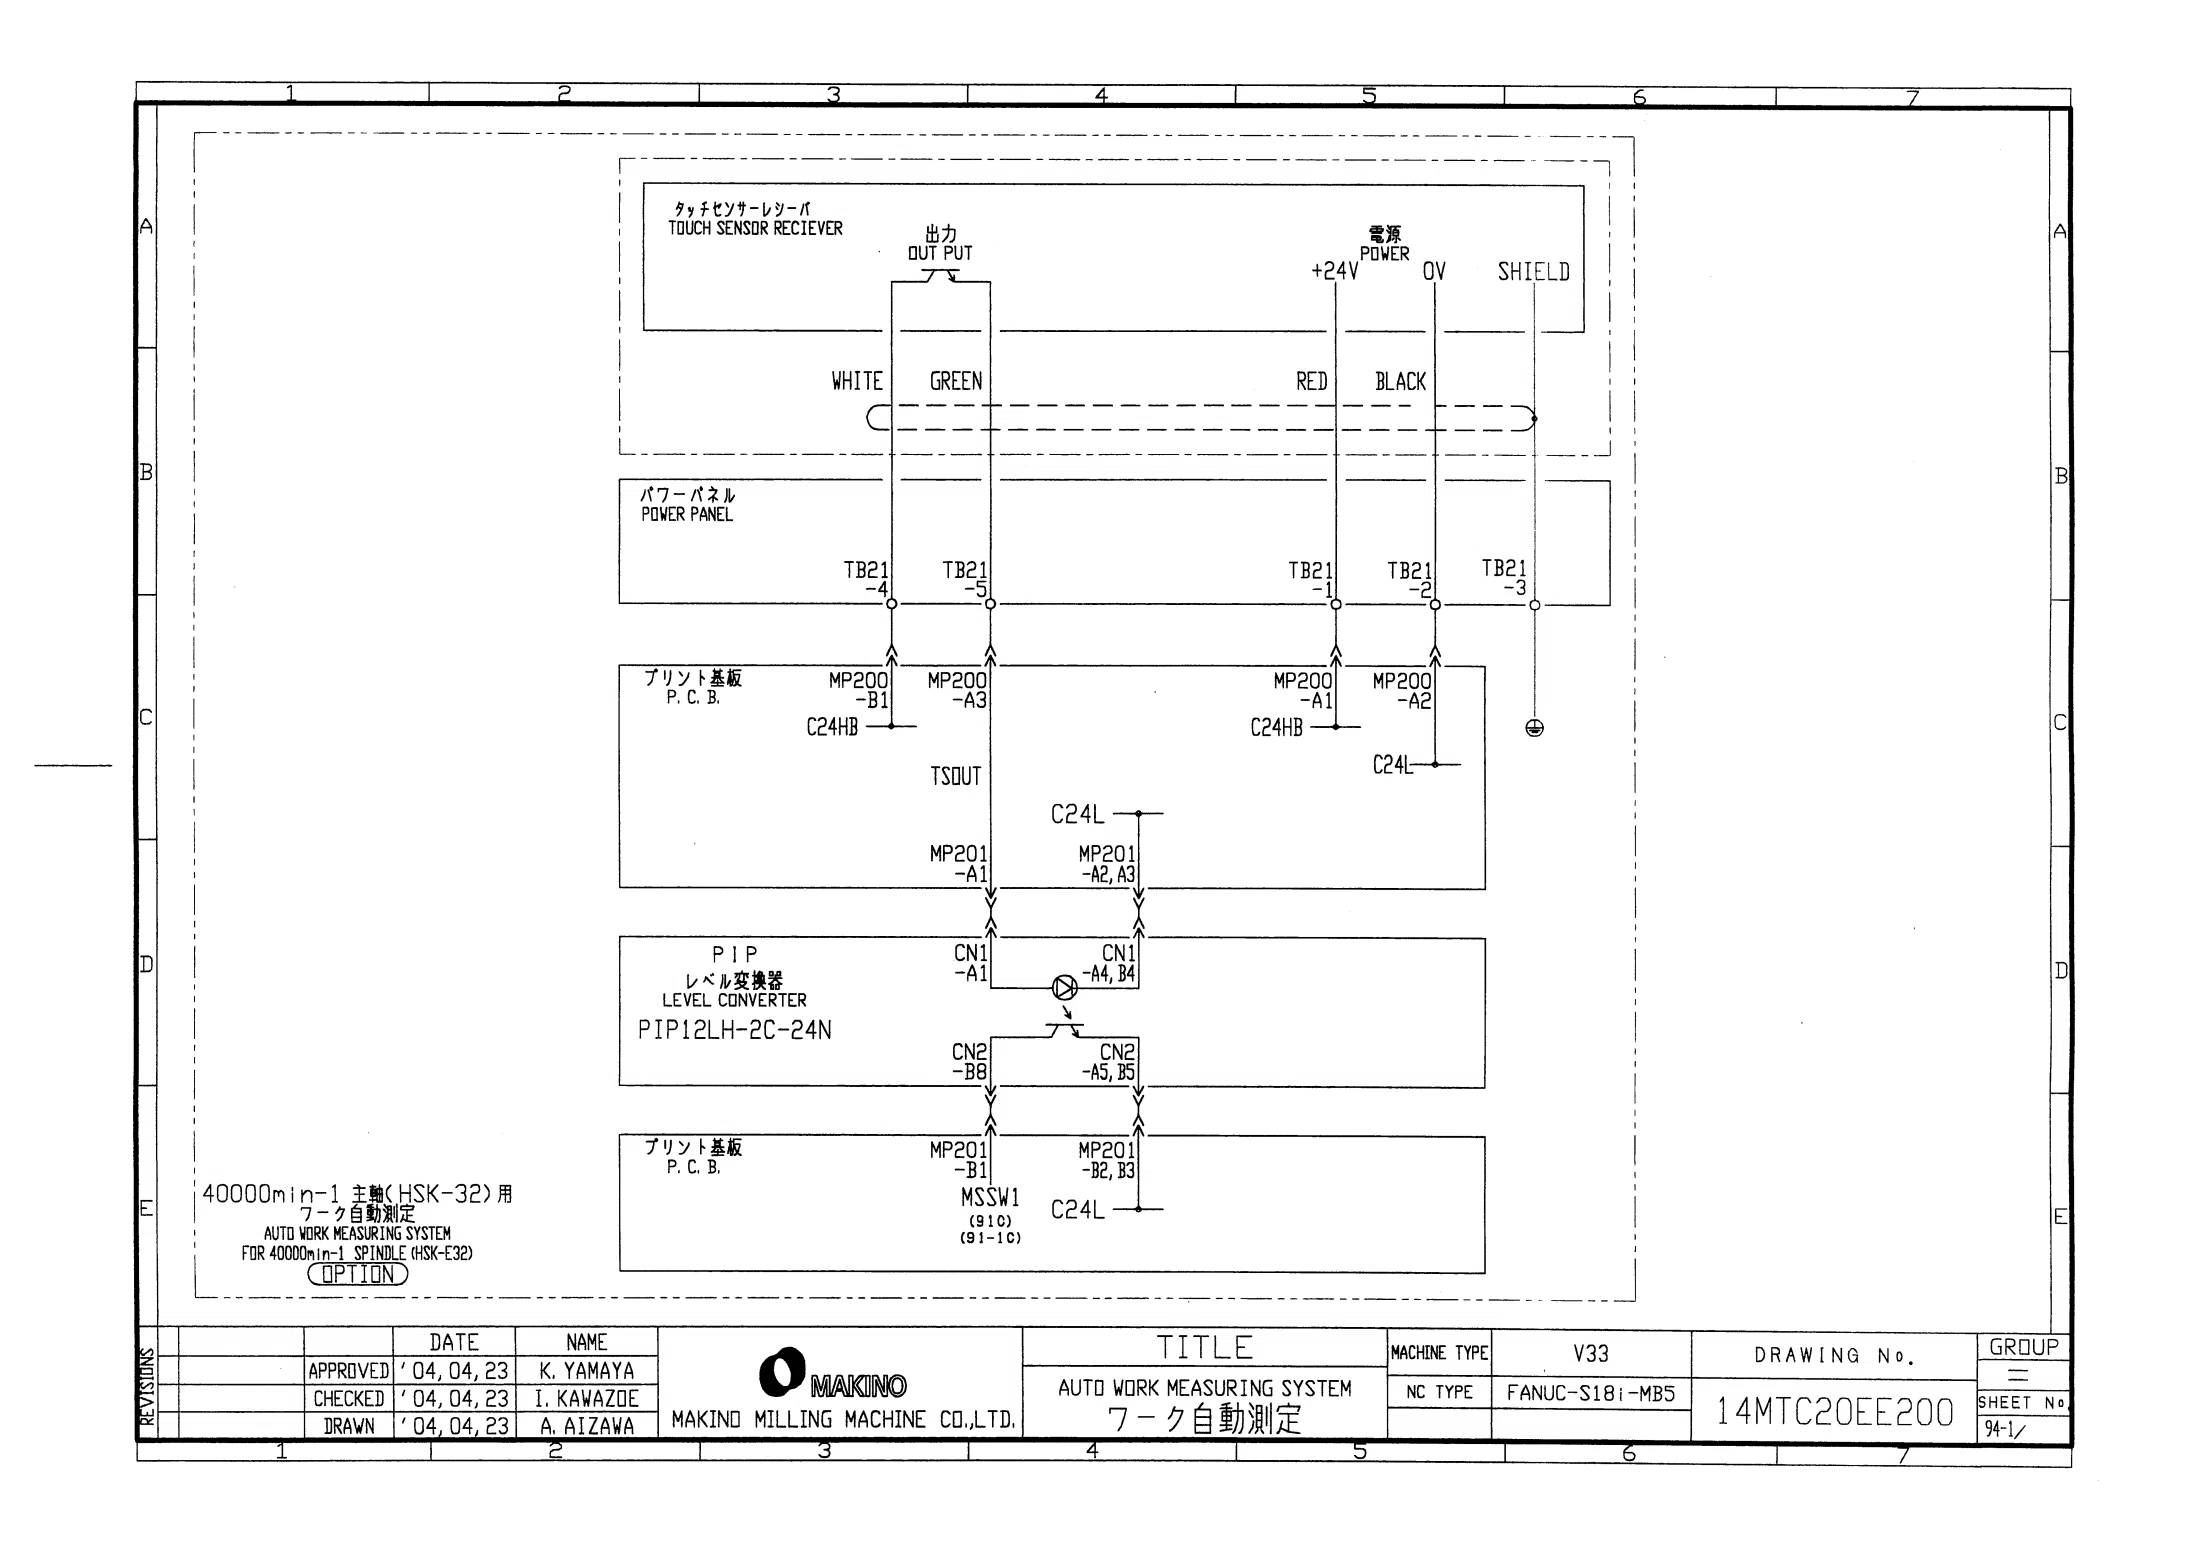 1 2 3 4 5 6 7
A A
タッチセンサーレシーバ
TOUCH SENSOR RECIEVER
出力
OUT PUT
電源
POWER
+24V 0V SHIELD
WHITE GREEN RED BLACK
B B
パワーパネル
POWER PANEL
TB21 TB21 TB21 TB21 TB21
-4 -5 -1 -2 -3
プリント基板
P. C. B.
MP200 MP200 MP200 MP200
-B1 -A3 -A1 -A2
C C
C24HB C24HB
C24L
TSOUT
C24L
MP201 MP201
-A1 -A2, A3
D D
PIP
レベル変換器
LEVEL CONVERTER
PIP12LH-2C-24N
CN1 CN1
-A1 -A4, B4
CN2 CN2
-B8 -A5, B5
プリント基板
P. C. B.
MP201 MP201
-B1 -B2, B3
MSSW1
(91C)
(91-1C)
C24L
E E
40000min-1 主軸(HSK-32)用
ワーク自動測定
AUTO WORK MEASURING SYSTEM
FOR 40000min-1 SPINDLE (HSK-E32)
OPTION
REVISIONS
DATE NAME
APPROVED '04, 04, 23 K. YAMAYA
CHECKED '04, 04, 23 I. KAWAZOE
DRAWN '04, 04, 23 A. AIZAWA
MAKINO
MAKINO MILLING MACHINE CO.,LTD.
TITLE
AUTO WORK MEASURING SYSTEM
ワーク自動測定
MACHINE TYPE V33
NC TYPE FANUC-S18i-MB5
DRAWING No.
14MTC20EE200
GROUP
=
SHEET No.
94-1/
1 2 3 4 5 6 7